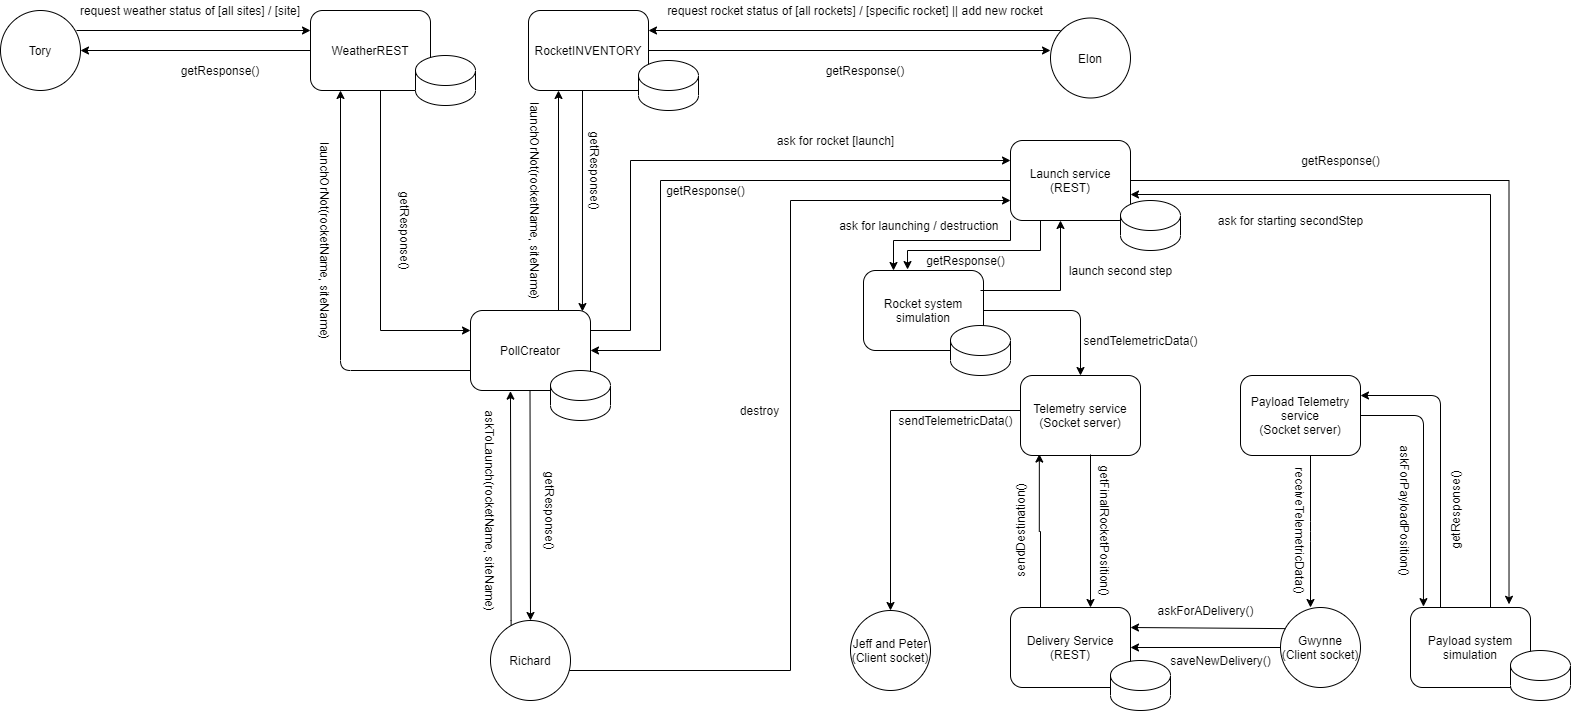 request weather status of [all sites] / [site]
request rocket status of [all rockets] / [specific rocket] || add new rocket
Tory
WeatherREST
RocketINVENTORY
Elon
getResponse()
getResponse()
launchOrNot(rocketName, siteName)
getResponse()
launchOrNot(rocketName, siteName)
getResponse()
ask for rocket [launch]
getResponse()
Launch service
(REST)
getResponse()
ask for starting secondStep
ask for launching / destruction
getResponse()
launch second step
Rocket system
simulation
sendTelemetricData()
PollCreator
destroy
askToLaunch(rocketName, siteName)
getResponse()
sendTelemetricData()
Telemetry service
(Socket server)
Payload Telemetry
service
(Socket server)
sendDestination()
getFinalRocketPosition()
receiveTelemetricData()
askForPayloadPosition()
getResponse()
Richard
Jeff and Peter
(Client socket)
Delivery Service
(REST)
askForADelivery()
saveNewDelivery()
Gwynne
(Client socket)
Payload system
simulation